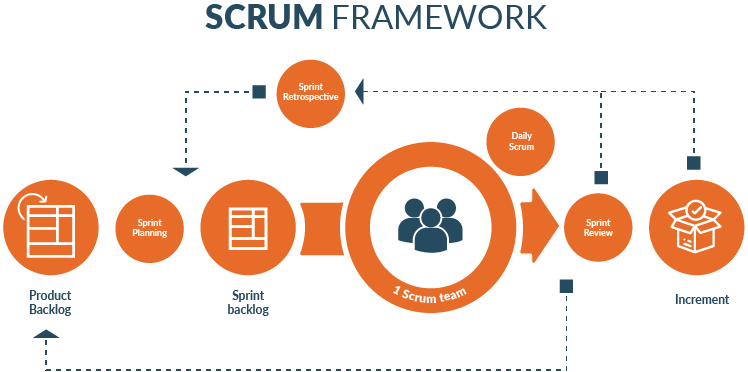 SCRUM FRAMEWORK
Sprint
Retrospective
Daily
Scrum
Sprint
Planning
Sprint
Review
1 Scrum team
Product
Backlog
Sprint
backlog
Increment